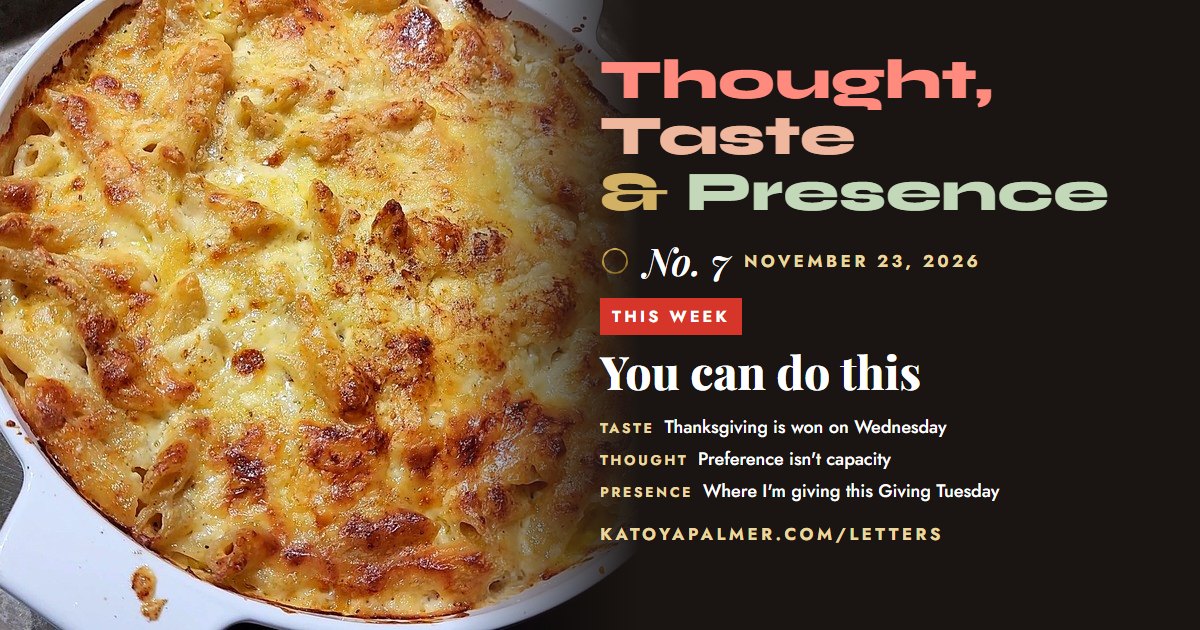 Thought,
Taste
& Presence
No. 7 NOVEMBER 23, 2026
THIS WEEK
You can do this
TASTE Thanksgiving is won on Wednesday
THOUGHT Preference isn't capacity
PRESENCE Where I'm giving this Giving Tuesday
KATOYAPALMER.COM/LETTERS